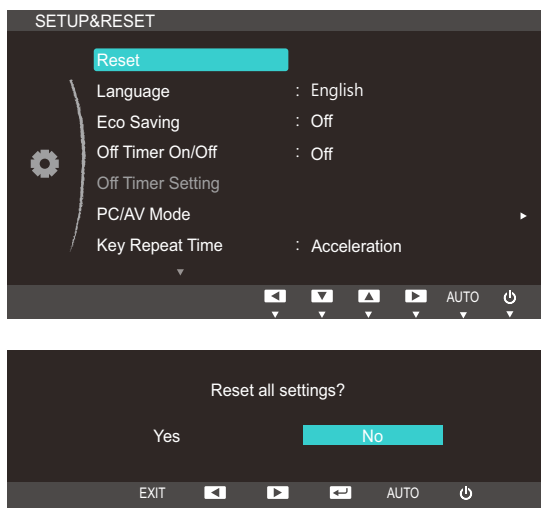 SETUP&RESET
Reset
Language : English
Eco Saving : Off
Off Timer On/Off : Off
Off Timer Setting
PC/AV Mode
Key Repeat Time : Acceleration
AUTO
Reset all settings?
Yes No
EXIT AUTO